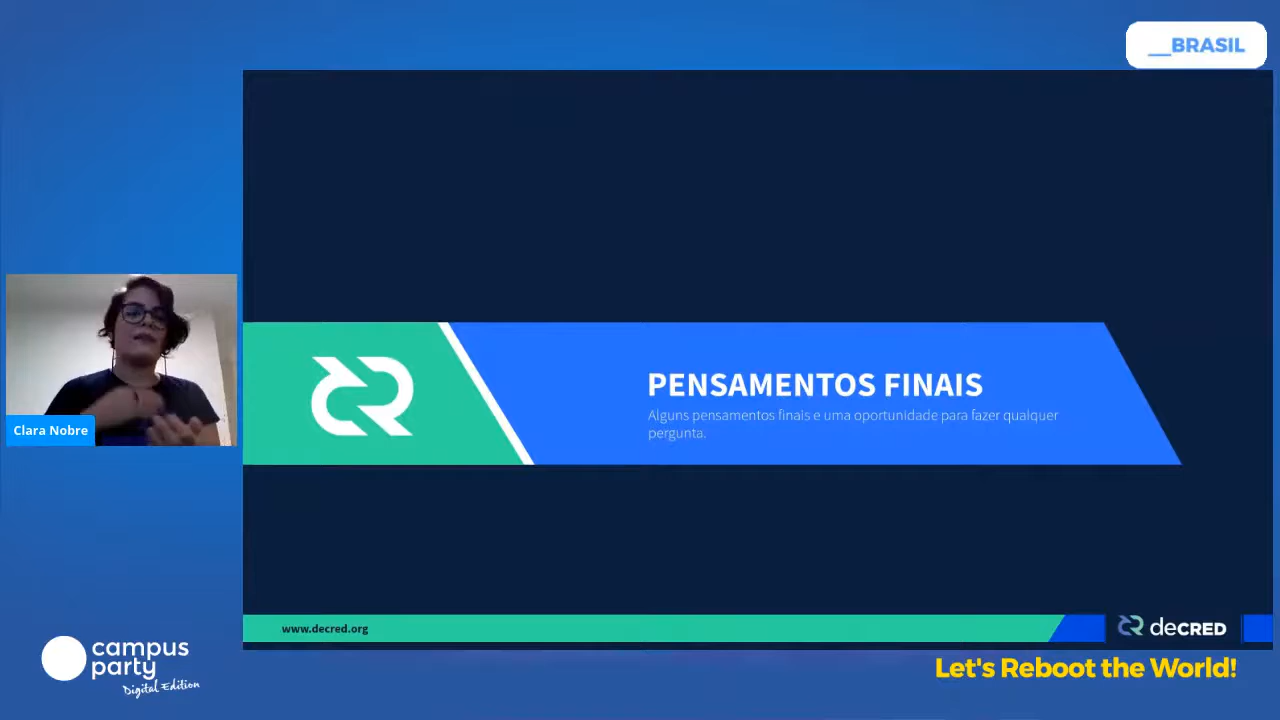 __BRASIL
PENSAMENTOS FINAIS
Alguns pensamentos finais e uma oportunidade para fazer qualquer
pergunta.
Clara Nobre
www.decred.org
deCRED
campus
party
Digital Edition
Let's Reboot the World!